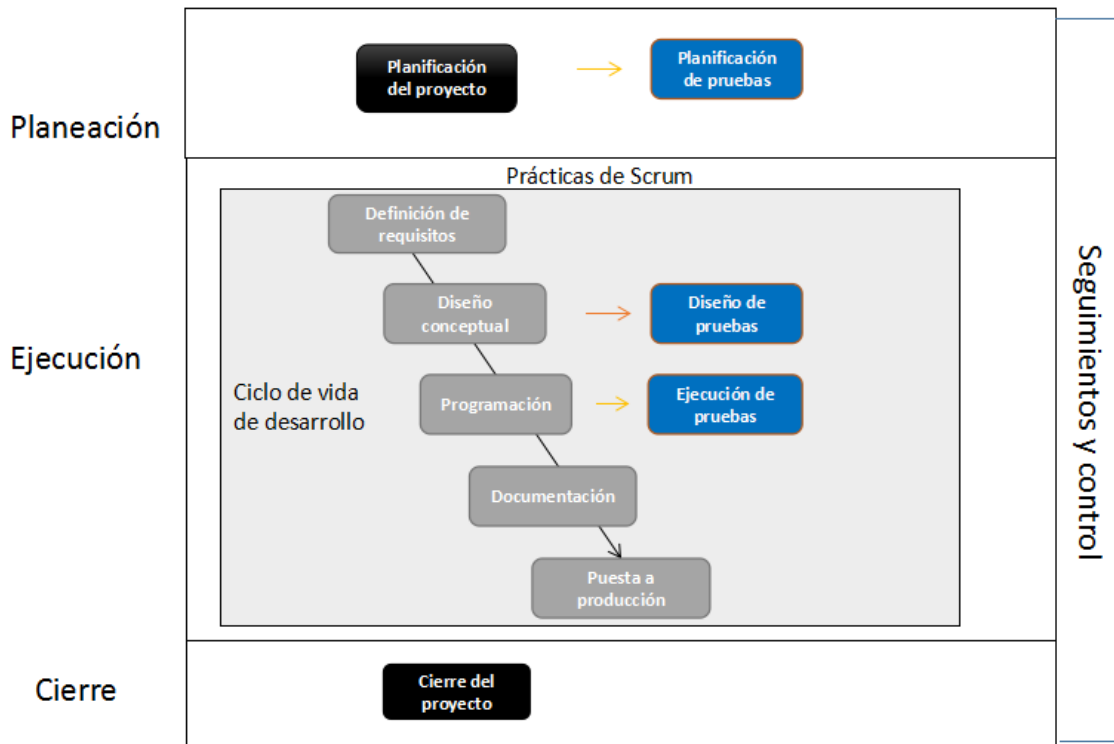 Planeación
Planificación
del proyecto
Planificación
de pruebas
Ejecución
Prácticas de Scrum
Definición de
requisitos
Diseño
conceptual
Diseño de
pruebas
Ciclo de vida
de desarrollo
Programación
Ejecución de
pruebas
Documentación
Puesta a
producción
Cierre
Cierre del
proyecto
Seguimientos y control